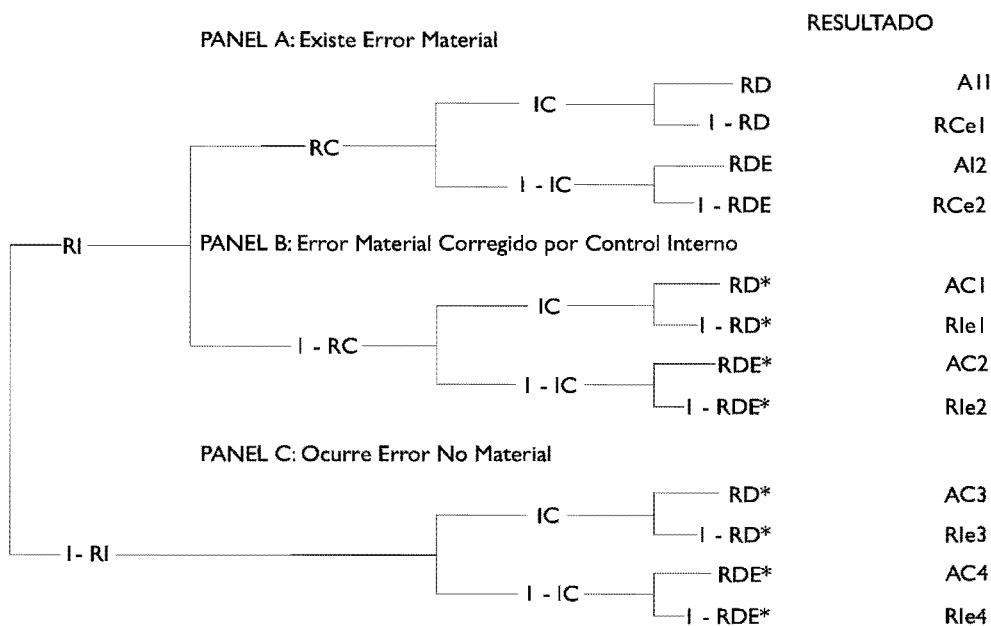 RESULTADO
PANEL A: Existe Error Material
RD AI1
IC
1 - RD RCe1
RC
RDE AI2
1 - IC
1 - RDE RCe2
RI
PANEL B: Error Material Corregido por Control Interno
RD* AC1
IC
1 - RD* RIe1
1 - RC
RDE* AC2
1 - IC
1 - RDE* RIe2
PANEL C: Ocurre Error No Material
RD* AC3
IC
1 - RD* RIe3
1 - RI
RDE* AC4
1 - IC
1 - RDE* RIe4